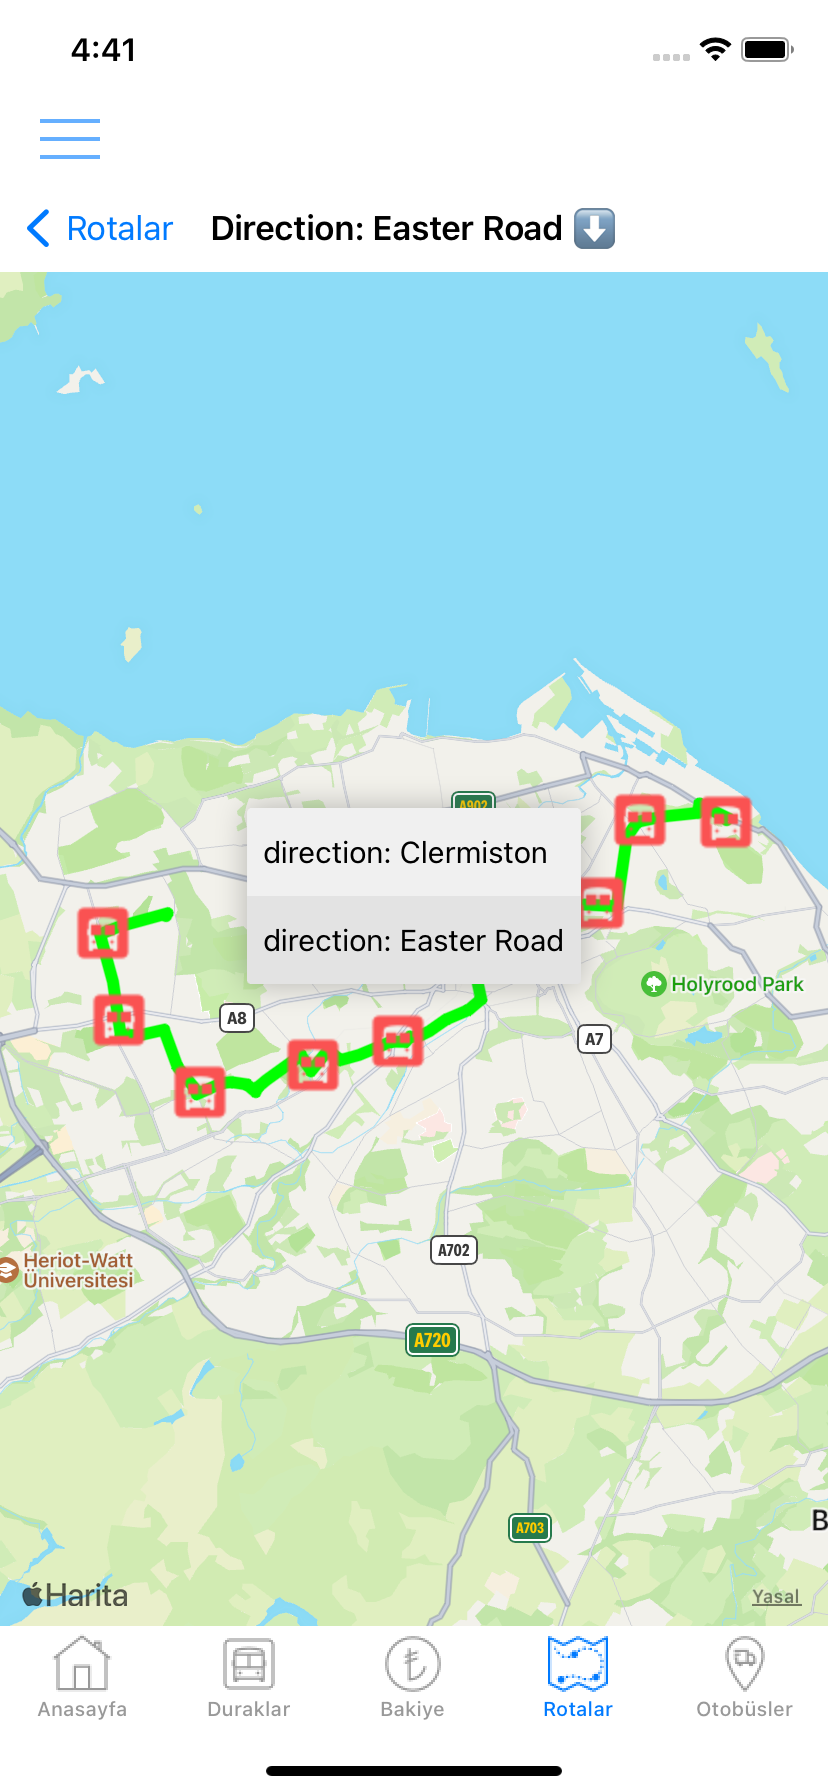 4:41
Rotalar
Direction: Easter Road ⬇️
A902
direction: Clermiston
direction: Easter Road
Holyrood Park
A8
A7
A702
Heriot-Watt
Üniversitesi
A720
A703
B
Harita
Yasal
Anasayfa
Duraklar
Bakiye
Rotalar
Otobüsler